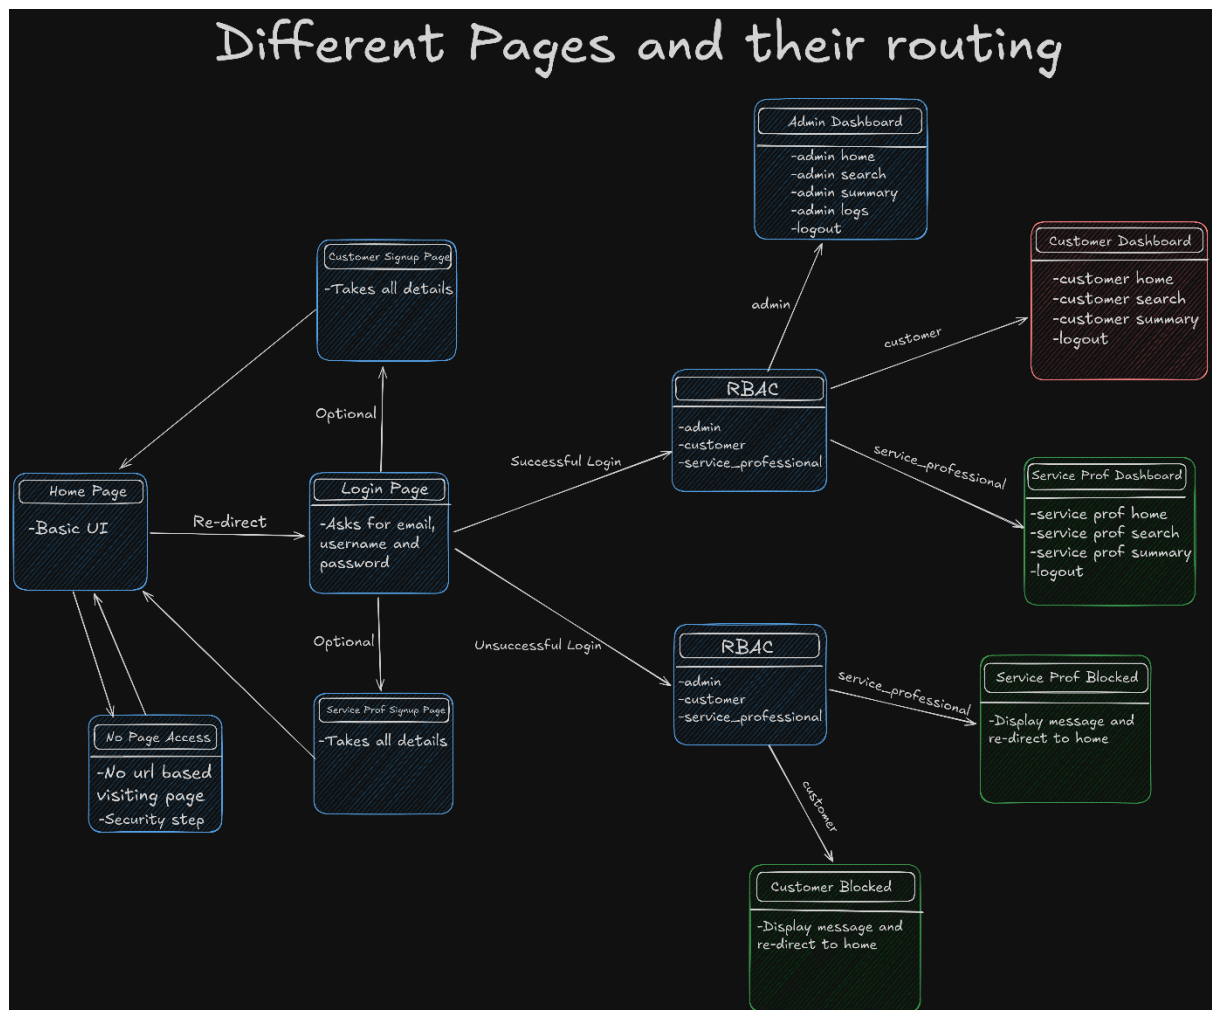 Different Pages and their routing
Admin Dashboard
-admin home
-admin search
-admin summary
-admin logs
-logout
Customer Dashboard
-customer home
-customer search
-customer summary
-logout
Customer Signup Page
-Takes all details
admin
customer
RBAC
-admin
-customer
-service_professional
Optional
Successful Login
service_professional
Service Prof Dashboard
-service prof home
-service prof search
-service prof summary
-logout
Home Page
-Basic UI
Re-direct
Login Page
-Asks for email,
username and
password
Optional
Unsuccessful Login
RBAC
-admin
-customer
-service_professional
service_professional
Service Prof Blocked
-Display message and
re-direct to home
No Page Access
-No url based
visiting page
-Security step
Service Prof Signup Page
-Takes all details
customer
Customer Blocked
-Display message and
re-direct to home